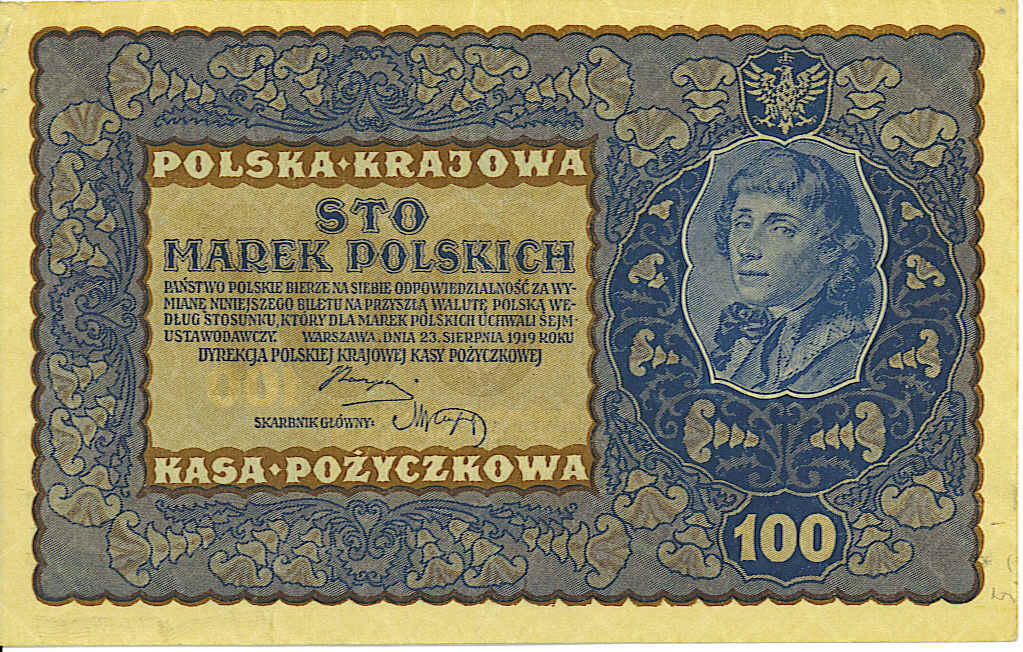 POLSKA • KRAJOWA
STO
MAREK POLSKICH
PAŃSTWO POLSKIE BIERZE NA SIEBIE ODPOWIEDZIALNOŚĆ ZA WY-
MIANĘ NINIEJSZEGO BILETU NA PRZYSZŁĄ WALUTĘ POLSKĄ WE-
DŁUG STOSUNKU, KTÓRY DLA MAREK POLSKICH UCHWALI SEJM
USTAWODAWCZY. WARSZAWA, DNIA 23. SIERPNIA 1919 ROKU
DYREKCJA POLSKIEJ KRAJOWEJ KASY POŻYCZKOWEJ
SKARBNIK GŁÓWNY:
KASA • POŻYCZKOWA
100